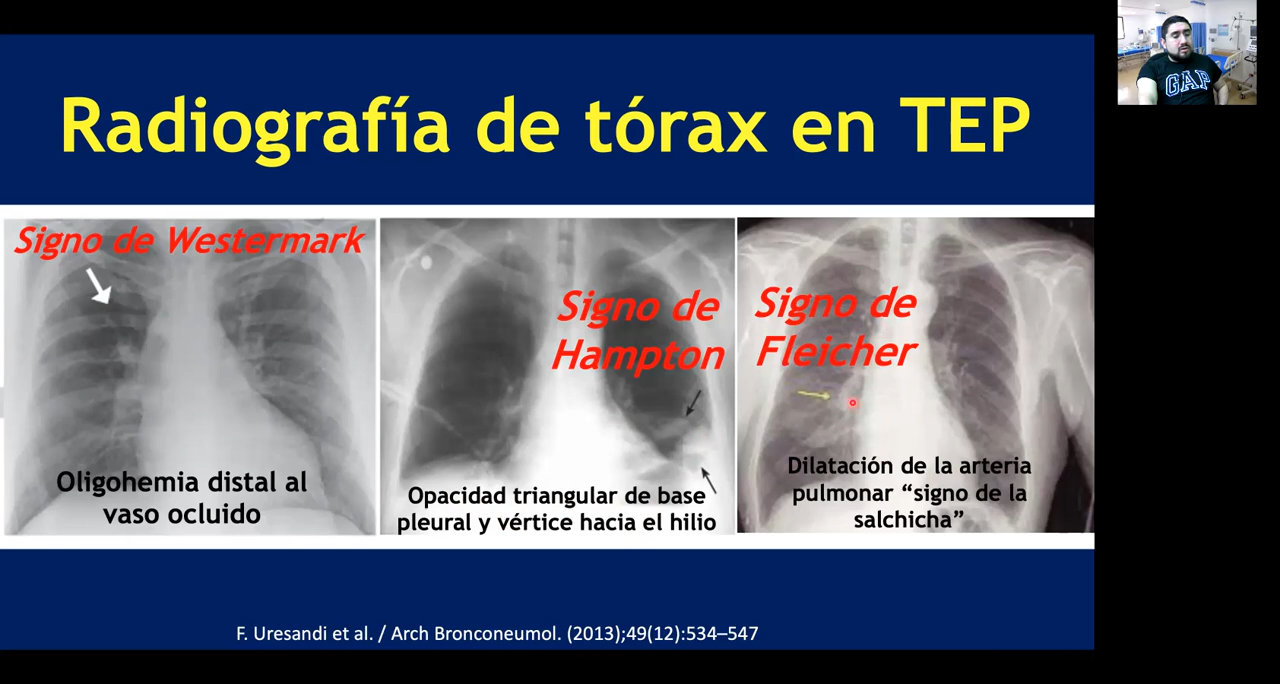 Radiografía de tórax en TEP
Signo de Westermark
Oligohemia distal al
vaso ocluido
Signo de
Hampton
Opacidad triangular de base
pleural y vértice hacia el hilio
Signo de
Fleicher
Dilatación de la arteria
pulmonar “signo de la
salchicha”
F. Uresandi et al. / Arch Bronconeumol. (2013);49(12):534–547
GAP